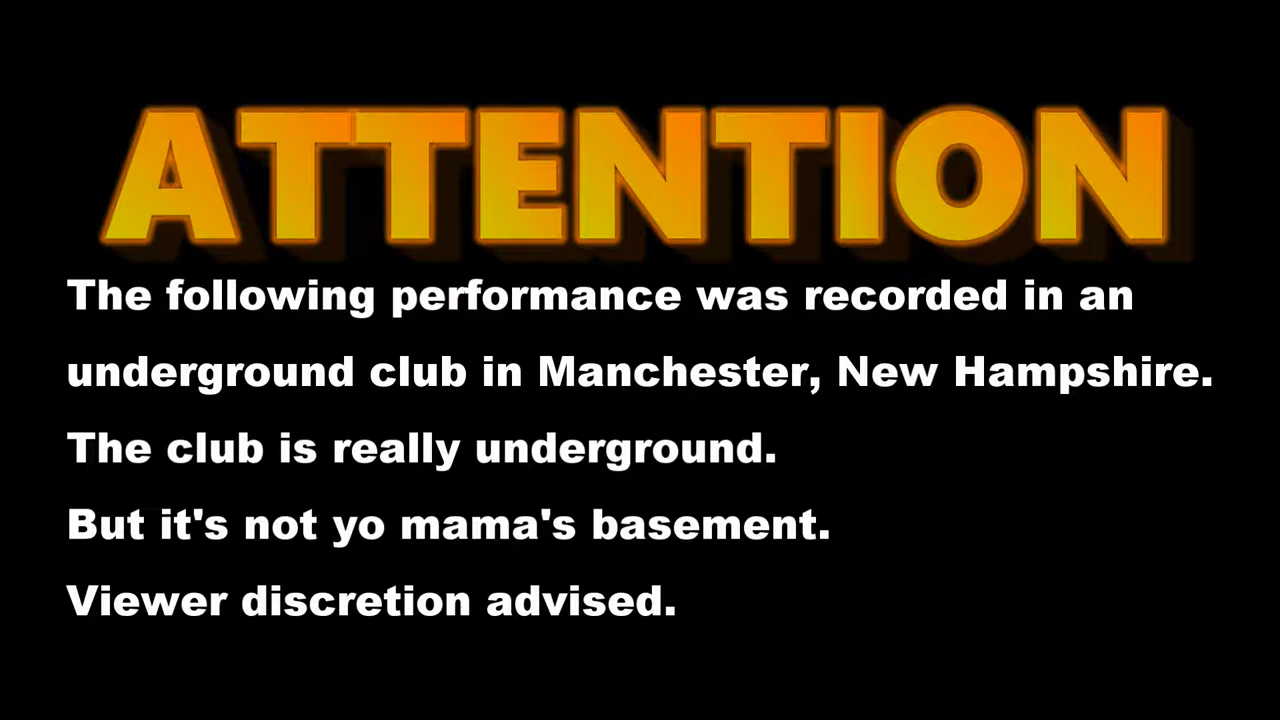 ATTENTION
The following performance was recorded in an
underground club in Manchester, New Hampshire.
The club is really underground.
But it's not yo mama's basement.
Viewer discretion advised.